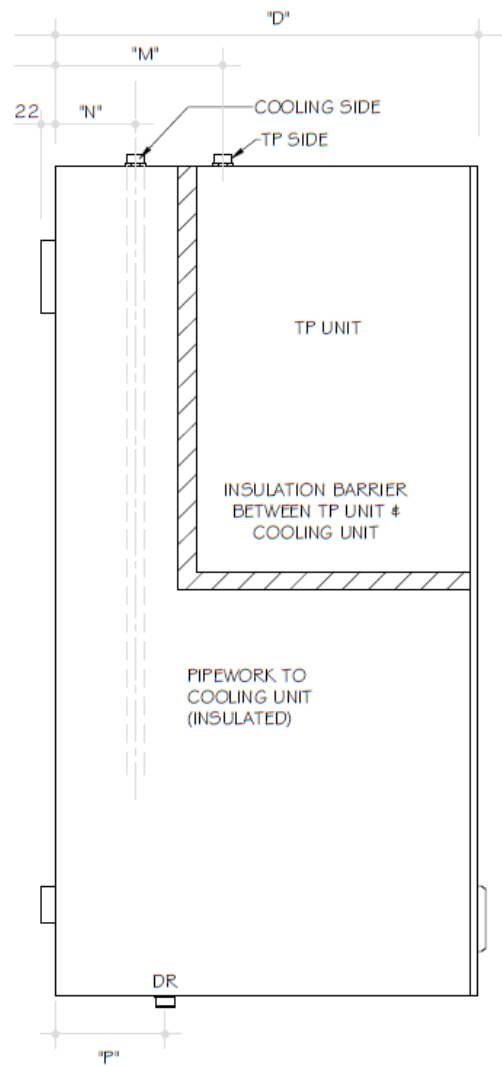 "D"
"M"
22
"N"
COOLING SIDE
TP SIDE
TP UNIT
INSULATION BARRIER
BETWEEN TP UNIT &
COOLING UNIT
PIPEWORK TO
COOLING UNIT
(INSULATED)
DR
"P"